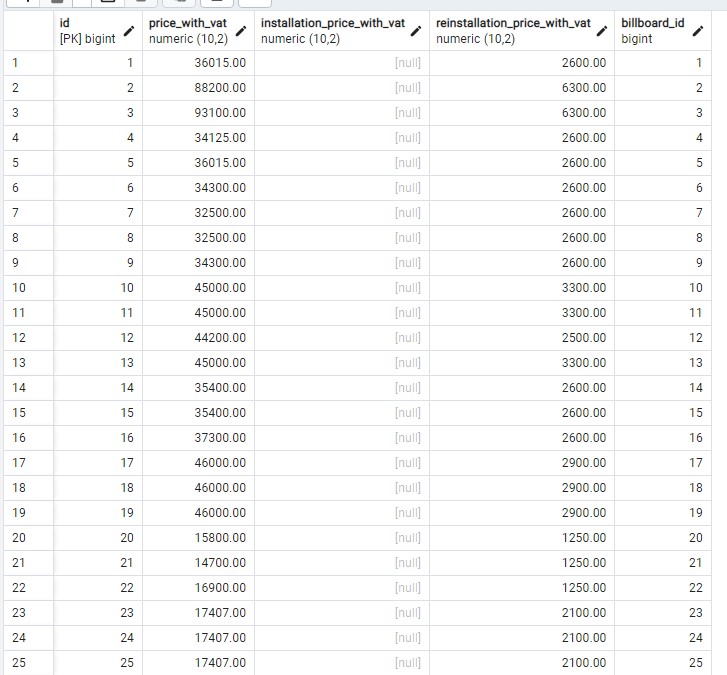 id price_with_vat installation_price_with_vat reinstallation_price_with_vat billboard_id
[PK] bigint numeric (10,2) numeric (10,2) numeric (10,2) bigint
1 1 36015.00 [null] 2600.00 1
2 2 88200.00 [null] 6300.00 2
3 3 93100.00 [null] 6300.00 3
4 4 34125.00 [null] 2600.00 4
5 5 36015.00 [null] 2600.00 5
6 6 34300.00 [null] 2600.00 6
7 7 32500.00 [null] 2600.00 7
8 8 32500.00 [null] 2600.00 8
9 9 34300.00 [null] 2600.00 9
10 10 45000.00 [null] 3300.00 10
11 11 45000.00 [null] 3300.00 11
12 12 44200.00 [null] 2500.00 12
13 13 45000.00 [null] 3300.00 13
14 14 35400.00 [null] 2600.00 14
15 15 35400.00 [null] 2600.00 15
16 16 37300.00 [null] 2600.00 16
17 17 46000.00 [null] 2900.00 17
18 18 46000.00 [null] 2900.00 18
19 19 46000.00 [null] 2900.00 19
20 20 15800.00 [null] 1250.00 20
21 21 14700.00 [null] 1250.00 21
22 22 16900.00 [null] 1250.00 22
23 23 17407.00 [null] 2100.00 23
24 24 17407.00 [null] 2100.00 24
25 25 17407.00 [null] 2100.00 25